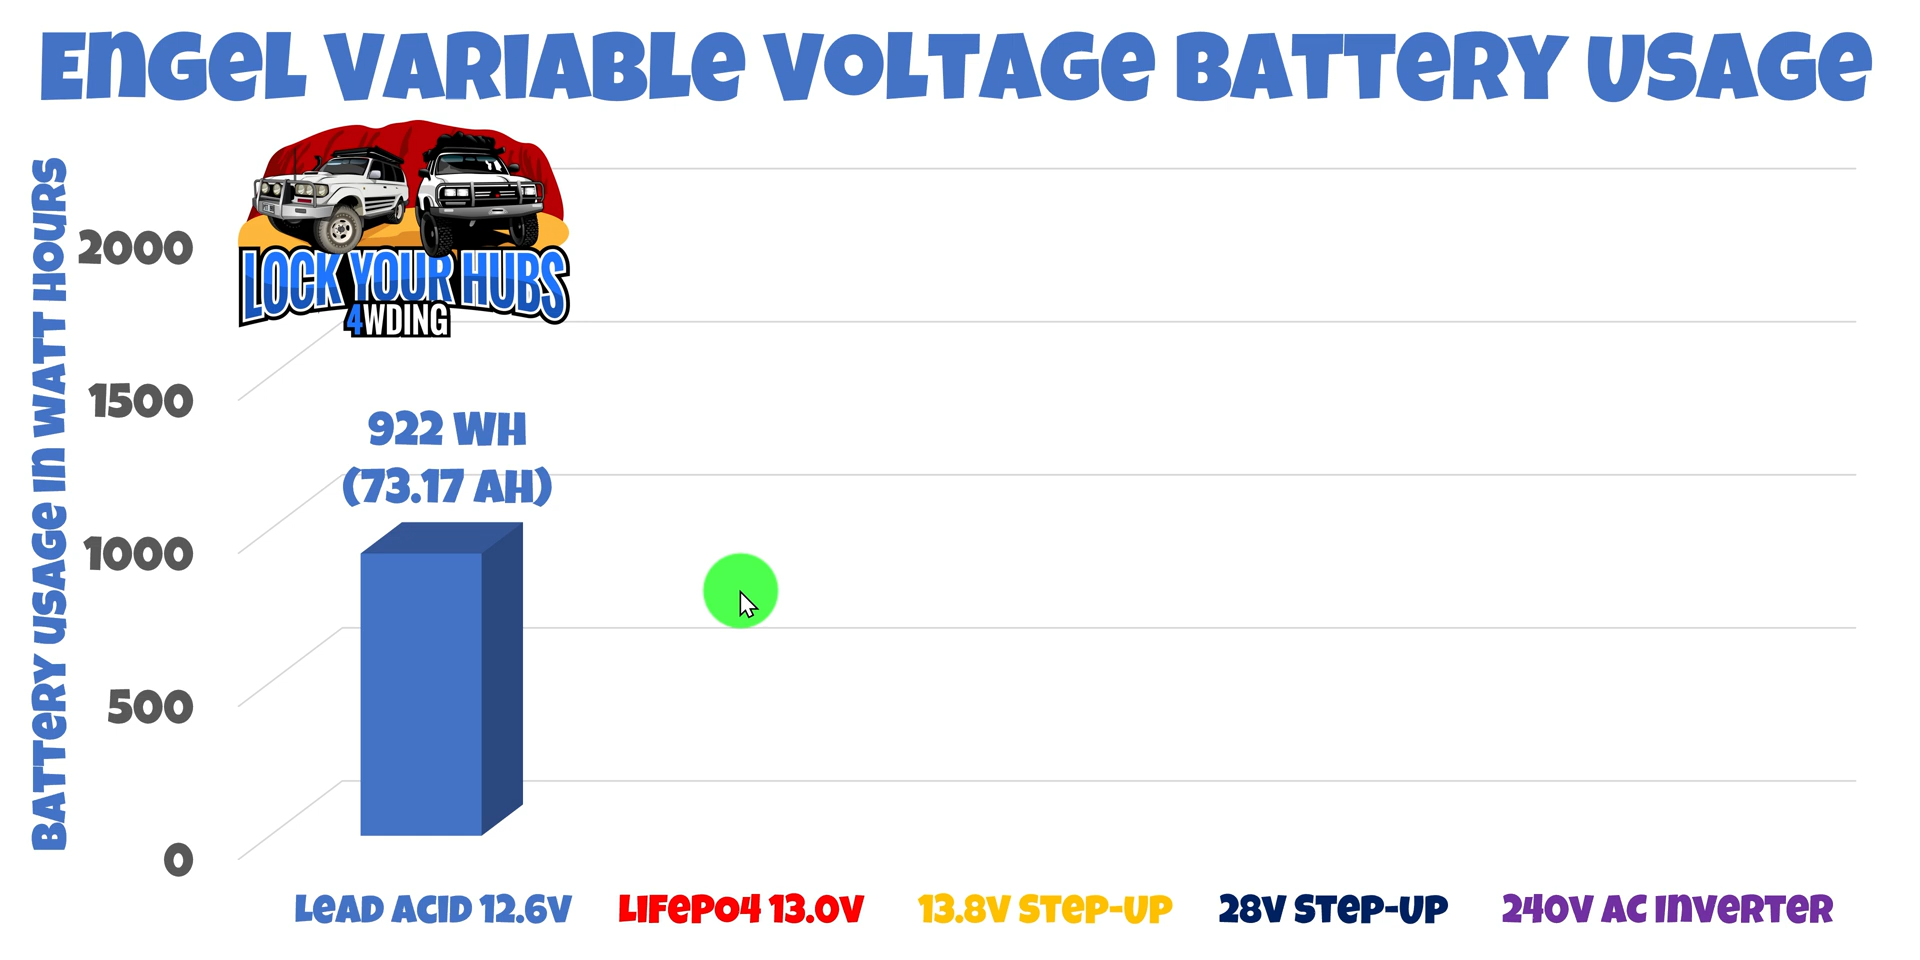 ENGEL VARIABLE VOLTAGE BATTERY USAGE
BATTERY USAGE IN WATT HOURS
2000
1500
1000
500
0
LOCK YOUR HUBS
4WDING
922 WH
(73.17 AH)
LEAD ACID 12.6V
LIFEPO4 13.0V
13.8V STEP-UP
28V STEP-UP
240V AC INVERTER